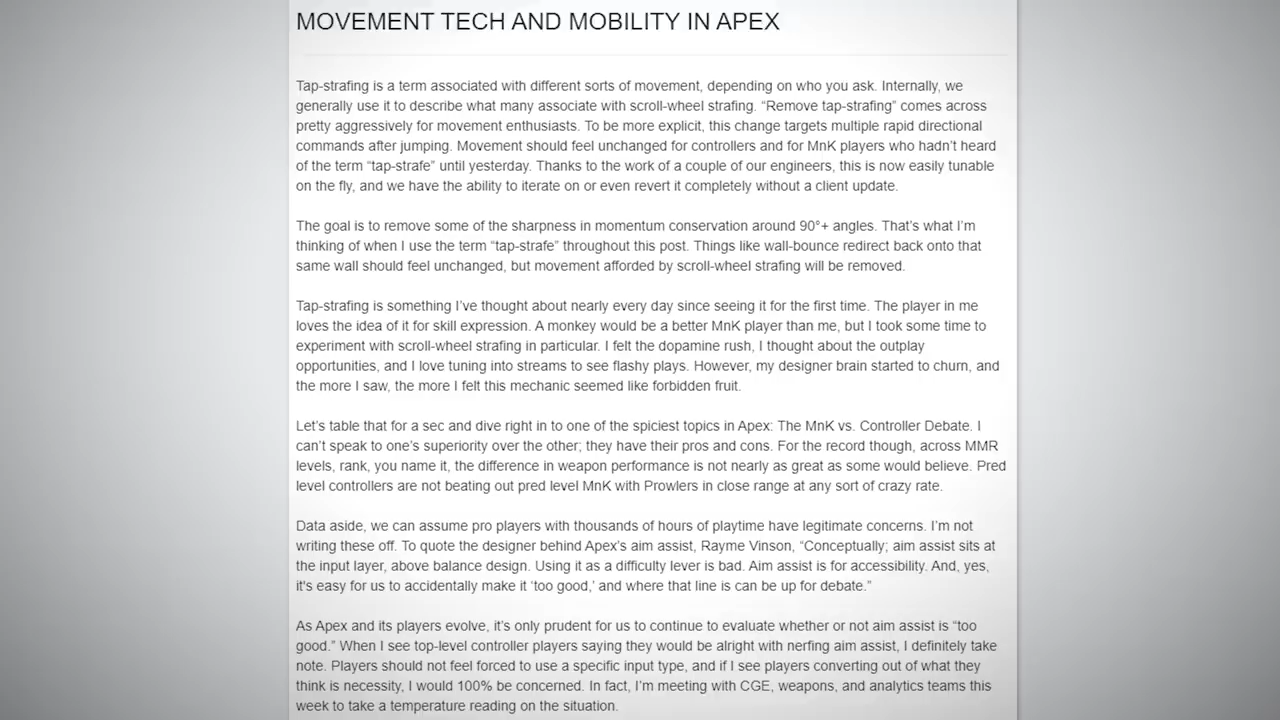 MOVEMENT TECH AND MOBILITY IN APEX
Tap-strafing is a term associated with different sorts of movement, depending on who you ask. Internally, we
generally use it to describe what many associate with scroll-wheel strafing. “Remove tap-strafing” comes across
pretty aggressively for movement enthusiasts. To be more explicit, this change targets multiple rapid directional
commands after jumping. Movement should feel unchanged for controllers and for MnK players who hadn’t heard
of the term “tap-strafe” until yesterday. Thanks to the work of a couple of our engineers, this is now easily tunable
on the fly, and we have the ability to iterate on or even revert it completely without a client update.
The goal is to remove some of the sharpness in momentum conservation around 90°+ angles. That’s what I’m
thinking of when I use the term “tap-strafe” throughout this post. Things like wall-bounce redirect back onto that
same wall should feel unchanged, but movement afforded by scroll-wheel strafing will be removed.
Tap-strafing is something I’ve thought about nearly every day since seeing it for the first time. The player in me
loves the idea of it for skill expression. A monkey would be a better MnK player than me, but I took some time to
experiment with scroll-wheel strafing in particular. I felt the dopamine rush, I thought about the outplay
opportunities, and I love tuning into streams to see flashy plays. However, my designer brain started to churn, and
the more I saw, the more I felt this mechanic seemed like forbidden fruit.
Let’s table that for a sec and dive right in to one of the spiciest topics in Apex: The MnK vs. Controller Debate. I
can’t speak to one’s superiority over the other; they have their pros and cons. For the record though, across MMR
levels, rank, you name it, the difference in weapon performance is not nearly as great as some would believe. Pred
level controllers are not beating out pred level MnK with Prowlers in close range at any sort of crazy rate.
Data aside, we can assume pro players with thousands of hours of playtime have legitimate concerns. I’m not
writing these off. To quote the designer behind Apex’s aim assist, Rayme Vinson, “Conceptually; aim assist sits at
the input layer, above balance design. Using it as a difficulty lever is bad. Aim assist is for accessibility. And, yes,
it's easy for us to accidentally make it ‘too good,’ and where that line is can be up for debate.”
As Apex and its players evolve, it’s only prudent for us to continue to evaluate whether or not aim assist is “too
good.” When I see top-level controller players saying they would be alright with nerfing aim assist, I definitely take
note. Players should not feel forced to use a specific input type, and if I see players converting out of what they
think is necessity, I would 100% be concerned. In fact, I’m meeting with CGE, weapons, and analytics teams this
week to take a temperature reading on the situation.